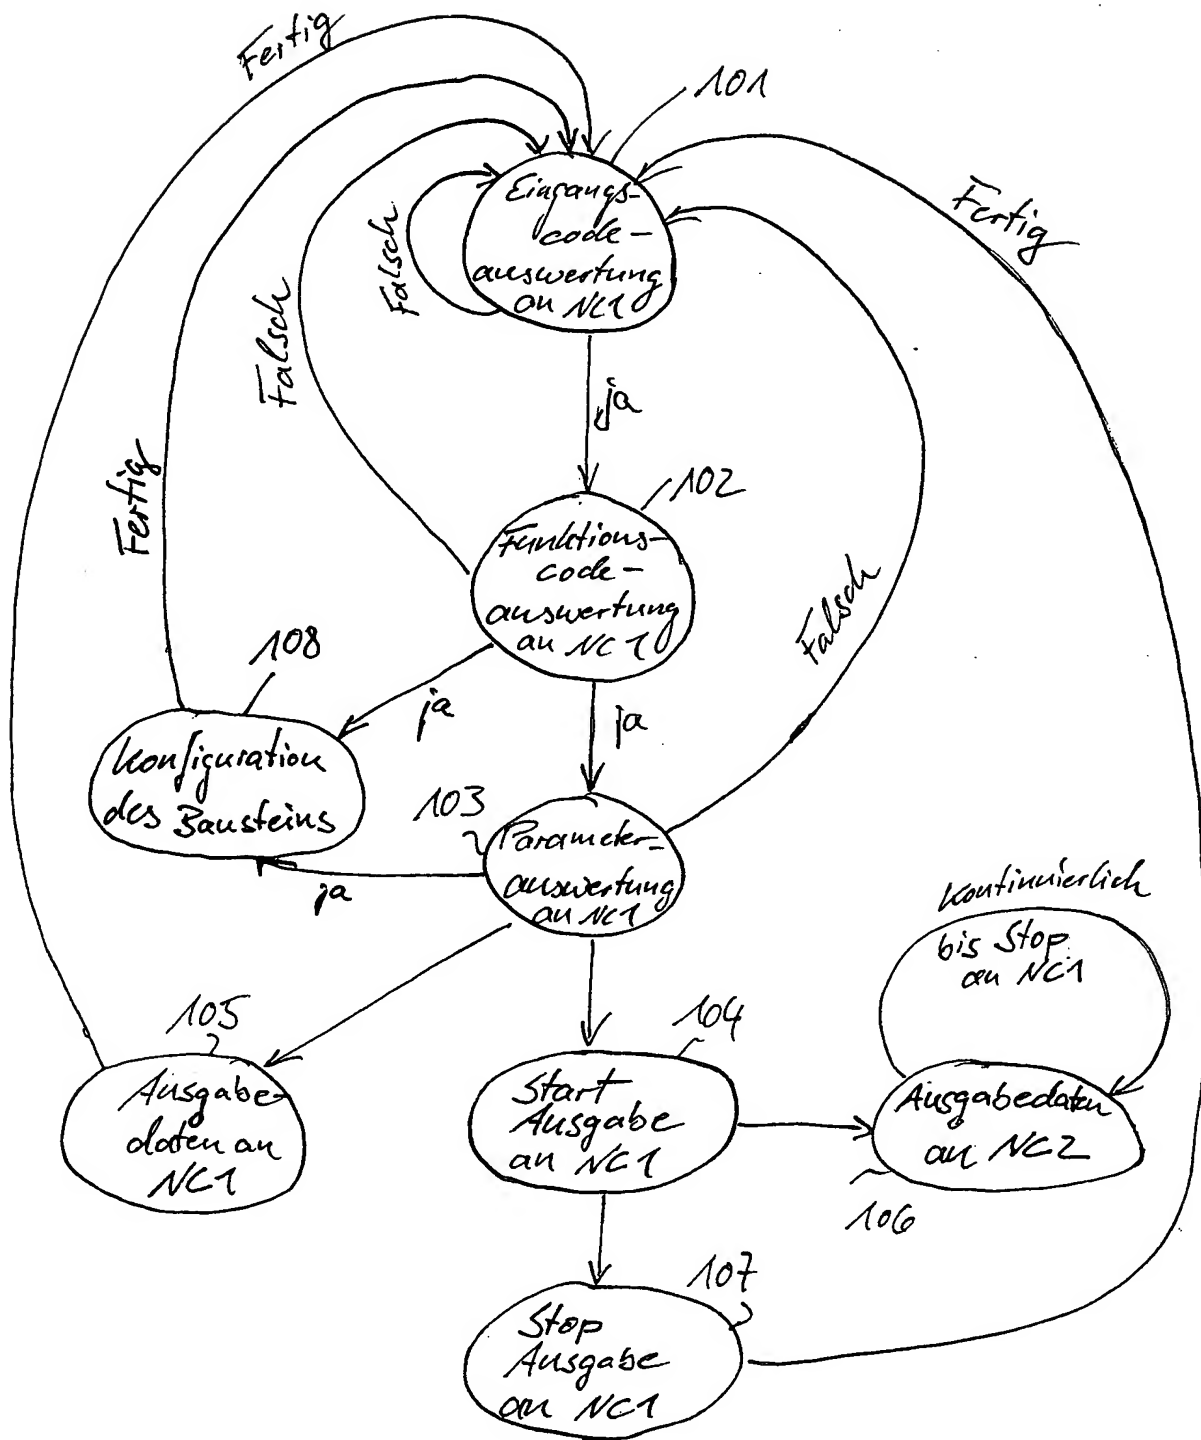 Fertig
101
Eingangs-
code-
auswertung
an NC1
Falsch
Falsch
Fertig
Fertig
ja
102
Funktions-
code-
auswertung
an NC1
Falsch
108
ja
ja
Konfiguration
des Bausteins
103
Parameter-
auswertung
an NC1
ja
kontinuierlich
bis Stop
an NC1
105
104
Ausgabe-
daten an
NC1
Start
Ausgabe
an NC1
Ausgabedaten
an NC2
106
107
Stop
Ausgabe
an NC1